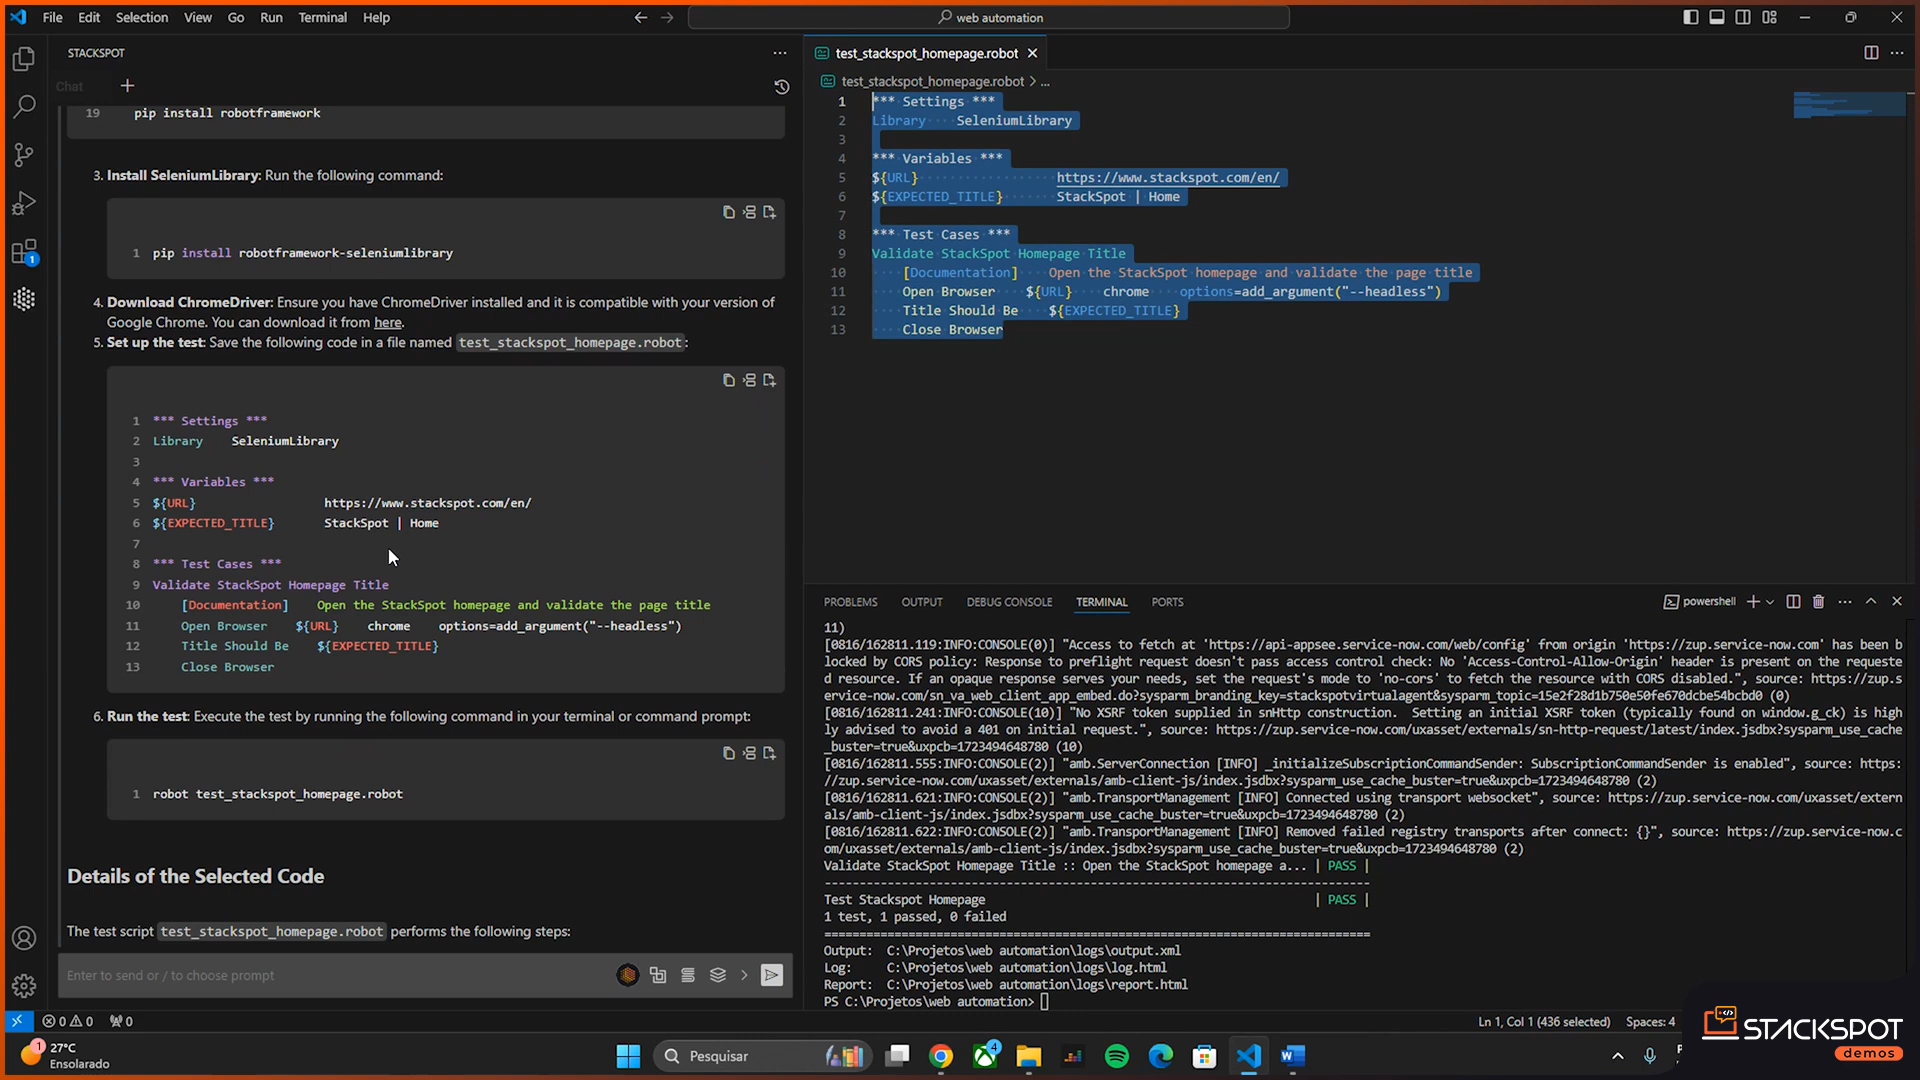 File Edit Selection View Go Run Terminal Help
web automation
STACKSPOT
Chat
19 pip install robotframework
3. Install SeleniumLibrary: Run the following command:
1 pip install robotframework-seleniumlibrary
4. Download ChromeDriver: Ensure you have ChromeDriver installed and it is compatible with your version of
Google Chrome. You can download it from here.
5. Set up the test: Save the following code in a file named test_stackspot_homepage.robot:
1 *** Settings ***
2 Library SeleniumLibrary
3
4 *** Variables ***
5 ${URL} https://www.stackspot.com/en/
6 ${EXPECTED_TITLE} StackSpot | Home
7
8 *** Test Cases ***
9 Validate StackSpot Homepage Title
10 [Documentation] Open the StackSpot homepage and validate the page title
11 Open Browser ${URL} chrome options=add_argument("--headless")
12 Title Should Be ${EXPECTED_TITLE}
13 Close Browser
6. Run the test: Execute the test by running the following command in your terminal or command prompt:
1 robot test_stackspot_homepage.robot
Details of the Selected Code
The test script test_stackspot_homepage.robot performs the following steps:
Enter to send or / to choose prompt
test_stackspot_homepage.robot
test_stackspot_homepage.robot > ...
1 *** Settings ***
2 Library SeleniumLibrary
3
4 *** Variables ***
5 ${URL} https://www.stackspot.com/en/
6 ${EXPECTED_TITLE} StackSpot | Home
7
8 *** Test Cases ***
9 Validate StackSpot Homepage Title
10 [Documentation] Open the StackSpot homepage and validate the page title
11 Open Browser ${URL} chrome options=add_argument("--headless")
12 Title Should Be ${EXPECTED_TITLE}
13 Close Browser
PROBLEMS OUTPUT DEBUG CONSOLE TERMINAL PORTS
powershell
11)
[0816/162811.119:INFO:CONSOLE(0)] "Access to fetch at 'https://api-appsee.service-now.com/web/config' from origin 'https://zup.service-now.com' has been b
locked by CORS policy: Response to preflight request doesn't pass access control check: No 'Access-Control-Allow-Origin' header is present on the requeste
d resource. If an opaque response serves your needs, set the request's mode to 'no-cors' to fetch the resource with CORS disabled.", source: https://zup.s
ervice-now.com/sn_va_web_client_app_embed.do?sysparm_branding_key=stackspotvirtualagent&sysparm_topic=15e2f28d1b750e50fe670dcbe54bcbd0 (0)
[0816/162811.241:INFO:CONSOLE(10)] "No XSRF token supplied in snHttp construction. Setting an initial XSRF token (typically found on window.g_ck) is high
ly advised to avoid a 401 on initial request.", source: https://zup.service-now.com/uxasset/externals/sn-http-request/latest/index.jsdbx?sysparm_use_cache
_buster=true&uxpcb=1723494648780 (10)
[0816/162811.555:INFO:CONSOLE(2)] "amb.ServerConnection [INFO] _initializeSubscriptionCommandSender: SubscriptionCommandSender is enabled", source: https:
//zup.service-now.com/uxasset/externals/amb-client-js/index.jsdbx?sysparm_use_cache_buster=true&uxpcb=1723494648780 (2)
[0816/162811.621:INFO:CONSOLE(2)] "amb.TransportManagement [INFO] Connected using transport websocket", source: https://zup.service-now.com/uxasset/extern
als/amb-client-js/index.jsdbx?sysparm_use_cache_buster=true&uxpcb=1723494648780 (2)
[0816/162811.622:INFO:CONSOLE(2)] "amb.TransportManagement [INFO] Removed failed registry transports after connect: {}", source: https://zup.service-now.c
om/uxasset/externals/amb-client-js/index.jsdbx?sysparm_use_cache_buster=true&uxpcb=1723494648780 (2)
Validate StackSpot Homepage Title :: Open the StackSpot homepage a... | PASS |
------------------------------------------------------------------------------
Test Stackspot Homepage | PASS |
1 test, 1 passed, 0 failed
==============================================================================
Output: C:\Projetos\web automation\logs\output.xml
Log: C:\Projetos\web automation\logs\log.html
Report: C:\Projetos\web automation\logs\report.html
PS C:\Projetos\web automation>
0 0 0
Ln 1, Col 1 (436 selected) Spaces: 4
1
1
27°C
Ensolarado
Pesquisar
4
STACKSPOT
demos